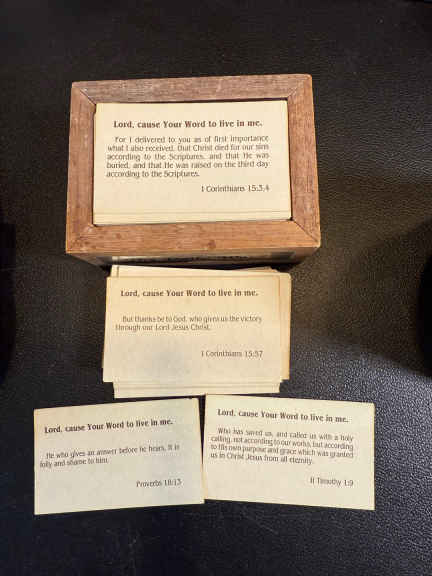 Lord, cause Your Word to live in me.
For I delivered to you as of first importance
what I also received, that Christ died for our sins
according to the Scriptures, and that He was
buried, and that He was raised on the third day
according to the Scriptures.
I Corinthians 15:3,4
Lord, cause Your Word to live in me.
But thanks be to God, who gives us the victory
through our Lord Jesus Christ.
I Corinthians 15:57
Lord, cause Your Word to live in me.
He who gives an answer before he hears, It is
folly and shame to him.
Proverbs 18:13
Lord, cause Your Word to live in me.
Who has saved us, and called us with a holy
calling, not according to our works, but according
to His own purpose and grace which was granted
us in Christ Jesus from all eternity.
II Timothy 1:9